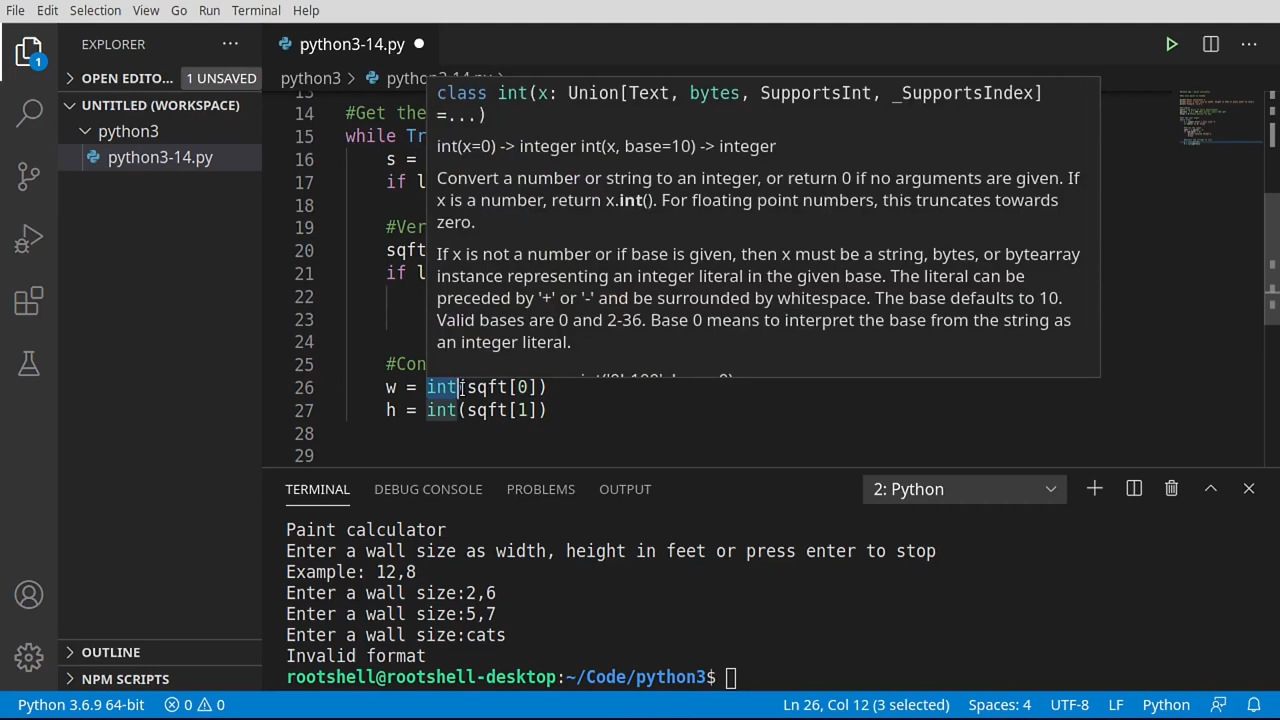 File Edit Selection View Go Run Terminal Help
1
EXPLORER
OPEN EDITO... 1 UNSAVED
UNTITLED (WORKSPACE)
python3
python3-14.py
OUTLINE
NPM SCRIPTS
python3-14.py
python3 >
13
14 #Get the
15 while Tr
16 s =
17 if l
18
19 #Ver
20 sqft
21 if l
22
23
24
25 #Con
26 w = int(sqft[0])
27 h = int(sqft[1])
28
29
class int(x: Union[Text, bytes, SupportsInt, _SupportsIndex]
=...)
int(x=0) -> integer int(x, base=10) -> integer
Convert a number or string to an integer, or return 0 if no arguments are given. If
x is a number, return x.int(). For floating point numbers, this truncates towards
zero.
If x is not a number or if base is given, then x must be a string, bytes, or bytearray
instance representing an integer literal in the given base. The literal can be
preceded by '+' or '-' and be surrounded by whitespace. The base defaults to 10.
Valid bases are 0 and 2-36. Base 0 means to interpret the base from the string as
an integer literal.
TERMINAL DEBUG CONSOLE PROBLEMS OUTPUT 2: Python
Paint calculator
Enter a wall size as width, height in feet or press enter to stop
Example: 12,8
Enter a wall size:2,6
Enter a wall size:5,7
Enter a wall size:cats
Invalid format
rootshell@rootshell-desktop:~/Code/python3$
Python 3.6.9 64-bit 0 0 Ln 26, Col 12 (3 selected) Spaces: 4 UTF-8 LF Python